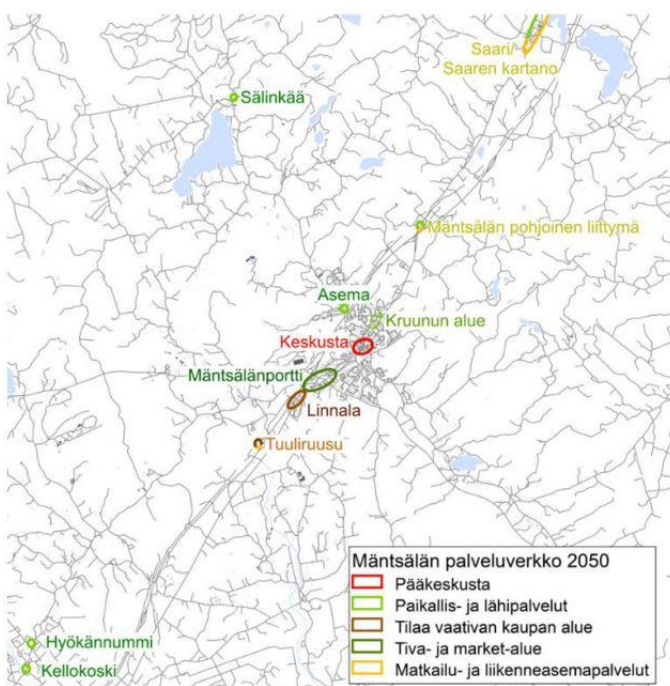 Saari/
Saaren kartano
Sälinkää
Mäntsälän pohjoinen liittymä
Asema
Kruunun alue
Keskusta
Mäntsälänportti
Linnala
Tuuliruusu
Hyökännummi
Kellokoski
Mäntsälän palveluverkko 2050
Pääkeskusta
Paikallis- ja lähipalvelut
Tilaa vaativan kaupan alue
Tiva- ja market-alue
Matkailu- ja liikenneasemapalvelut